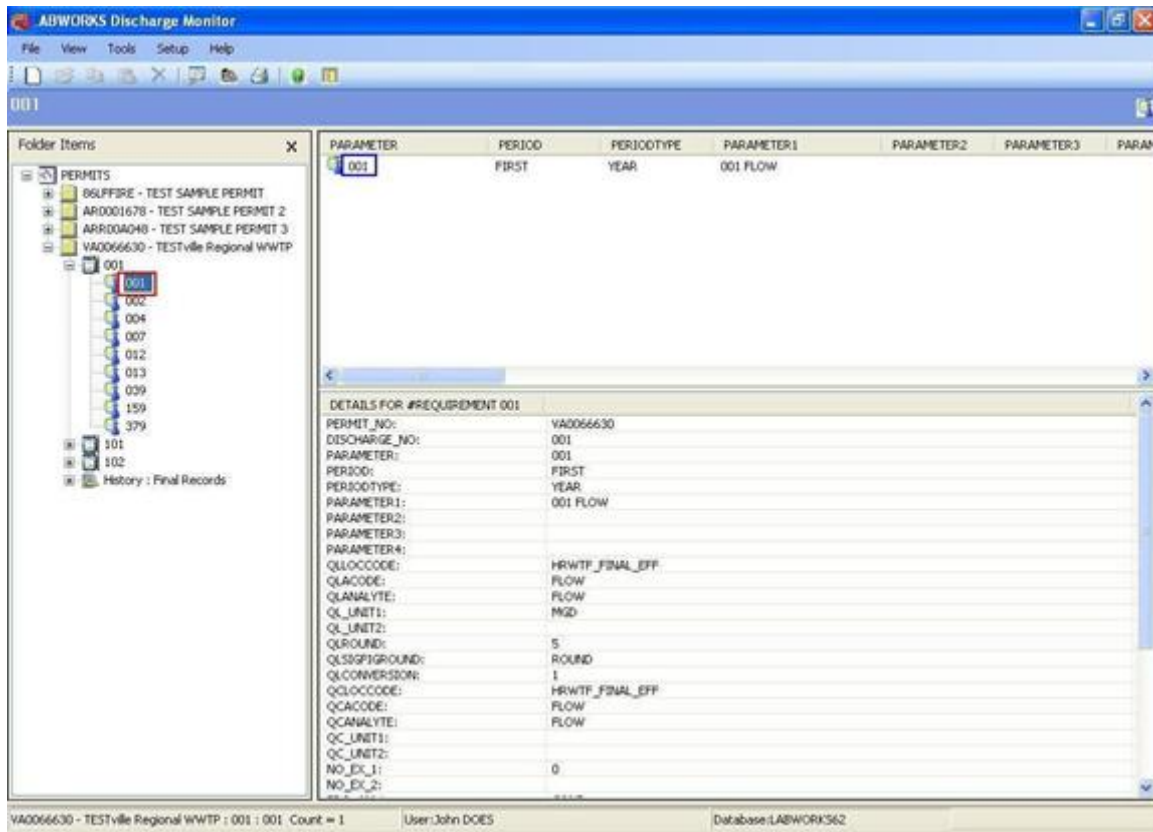 ABWORKS Discharge Monitor
File View Tools Setup Help
001
Folder Items X
PERMITS
86LFFIRE - TEST SAMPLE PERMIT
AR0001678 - TEST SAMPLE PERMIT 2
ARR00A048 - TEST SAMPLE PERMIT 3
VA0066630 - TESTville Regional WWTP
001
001
002
004
007
012
013
039
159
379
101
102
History : Final Records
PARAMETER PERIOD PERIODTYPE PARAMETER1 PARAMETER2 PARAMETER3 PARAM
001 FIRST YEAR 001 FLOW
DETAILS FOR #REQUIREMENT 001
PERMIT_NO: VA0066630
DISCHARGE_NO: 001
PARAMETER: 001
PERIOD: FIRST
PERIODTYPE: YEAR
PARAMETER1: 001 FLOW
PARAMETER2:
PARAMETER3:
PARAMETER4:
QLLOCCODE: HRWTF_FINAL_EFF
QLACODE: FLOW
QLANALYTE: FLOW
QL_UNIT1: MGD
QL_UNIT2:
QLROUND: 5
QLSIGFIGROUND: ROUND
QLCONVERSION: 1
QCLOCCODE: HRWTF_FINAL_EFF
QCACODE: FLOW
QCANALYTE: FLOW
QC_UNIT1:
QC_UNIT2:
NO_EX_1: 0
NO_EX_2:
VA0066630 - TESTville Regional WWTP : 001 : 001 Count = 1 User:John DOES Database:LABWORKS62